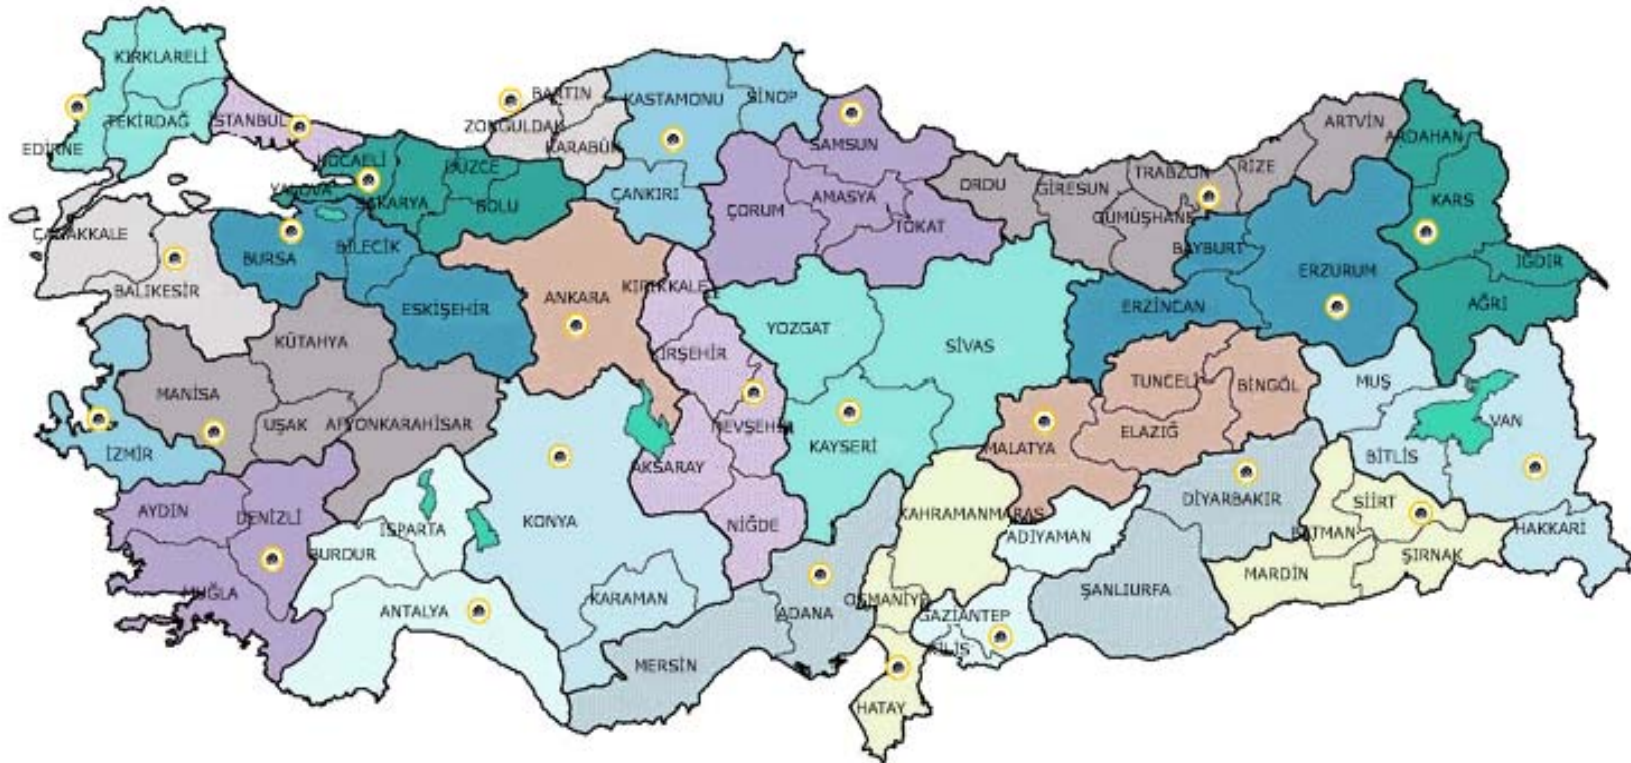 KIRKLARELİ
TEKİRDAĞ
EDİRNE
İSTANBUL
KOCAELİ
YALOVA
SAKARYA
DÜZCE
BOLU
BARTIN
ZONGULDAK
KARABÜK
KASTAMONU
SİNOP
ÇANKIRI
SAMSUN
ÇORUM
AMASYA
TOKAT
ORDU
GİRESUN
TRABZON
RİZE
GÜMÜŞHANE
ARTVİN
ARDAHAN
KARS
IĞDIR
AĞRI
BAYBURT
ERZURUM
ERZİNCAN
ÇANAKKALE
BALIKESİR
BURSA
BİLECİK
ESKİŞEHİR
ANKARA
KIRIKKALE
KIRŞEHİR
NEVŞEHİR
AKSARAY
NİĞDE
YOZGAT
SİVAS
KAYSERİ
KÜTAHYA
MANİSA
UŞAK
AFYONKARAHİSAR
İZMİR
AYDIN
DENİZLİ
MUĞLA
ISPARTA
BURDUR
ANTALYA
KONYA
KARAMAN
MERSİN
ADANA
OSMANİYE
HATAY
KAHRAMANMARAŞ
GAZİANTEP
KİLİS
ADIYAMAN
MALATYA
TUNCELİ
ELAZIĞ
BİNGÖL
MUŞ
BİTLİS
VAN
HAKKARİ
DİYARBAKIR
ŞANLIURFA
BATMAN
SİİRT
ŞIRNAK
MARDİN